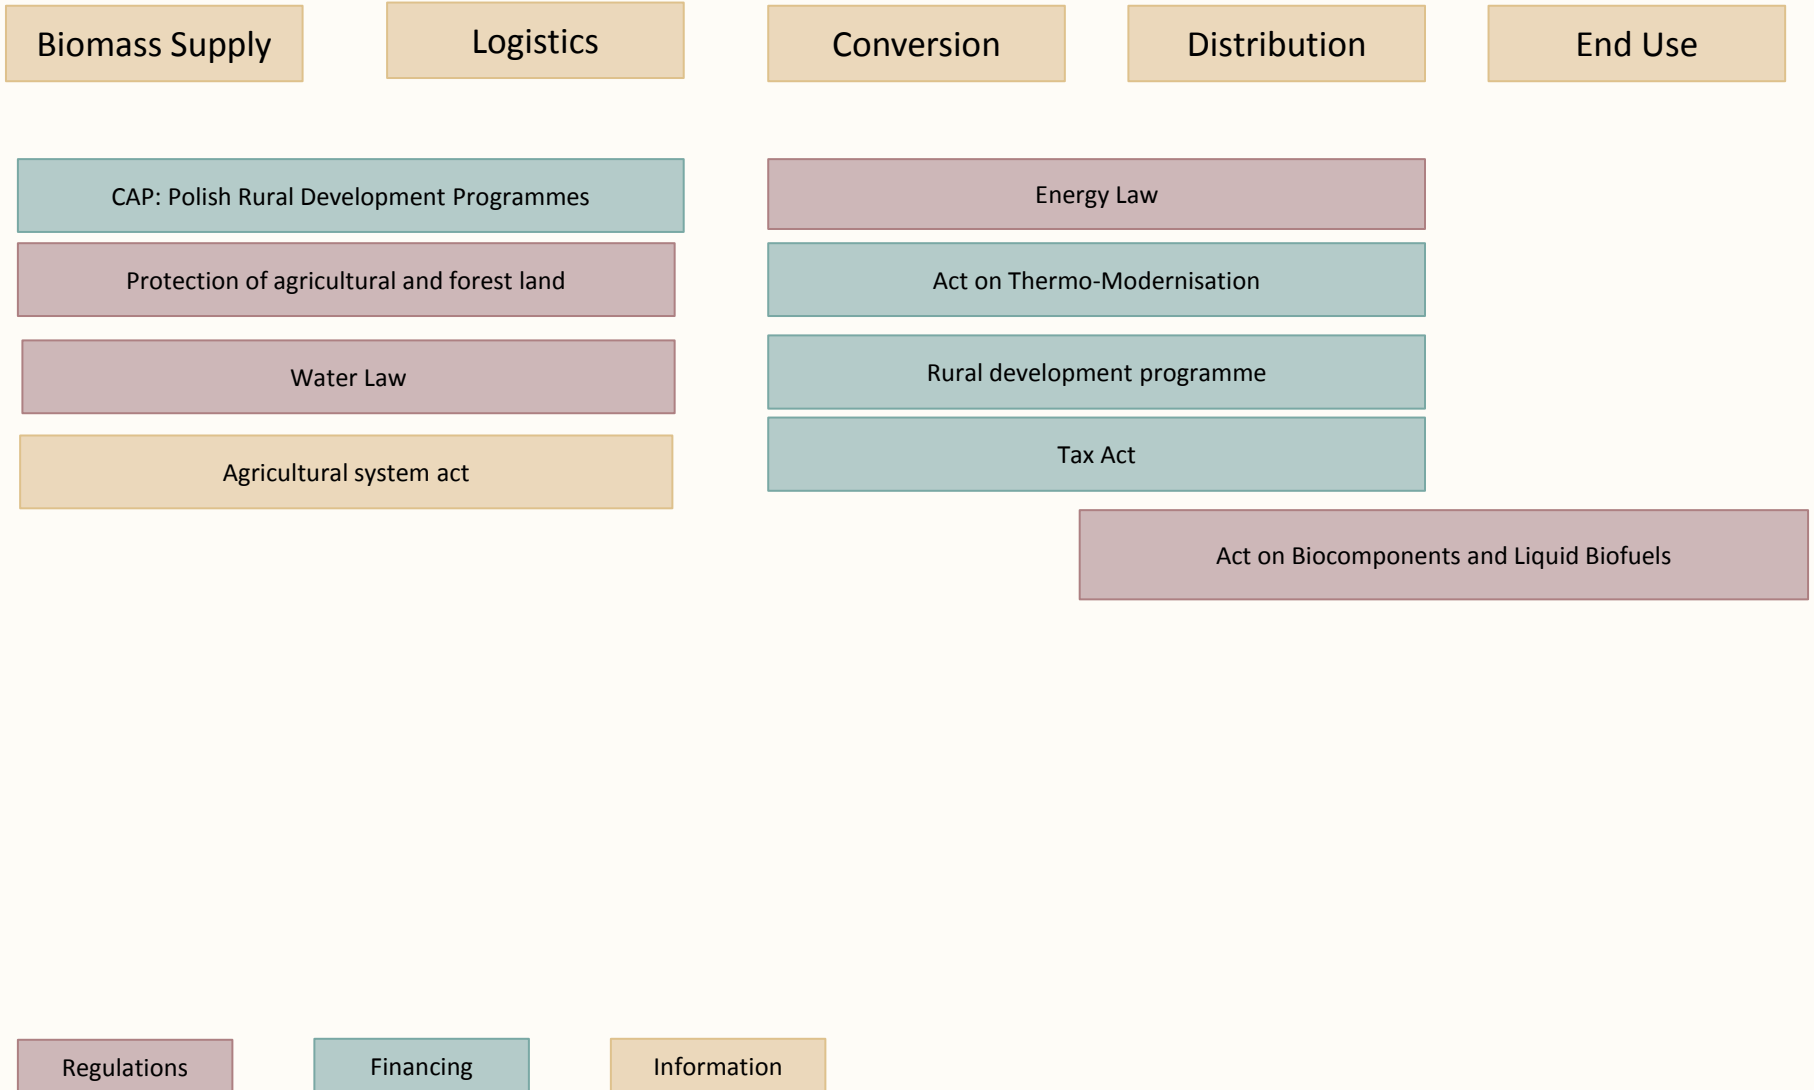 Biomass Supply
Logistics
Conversion
Distribution
End Use
CAP: Polish Rural Development Programmes
Energy Law
Protection of agricultural and forest land
Act on Thermo-Modernisation
Water Law
Rural development programme
Agricultural system act
Tax Act
Act on Biocomponents and Liquid Biofuels
Regulations
Financing
Information